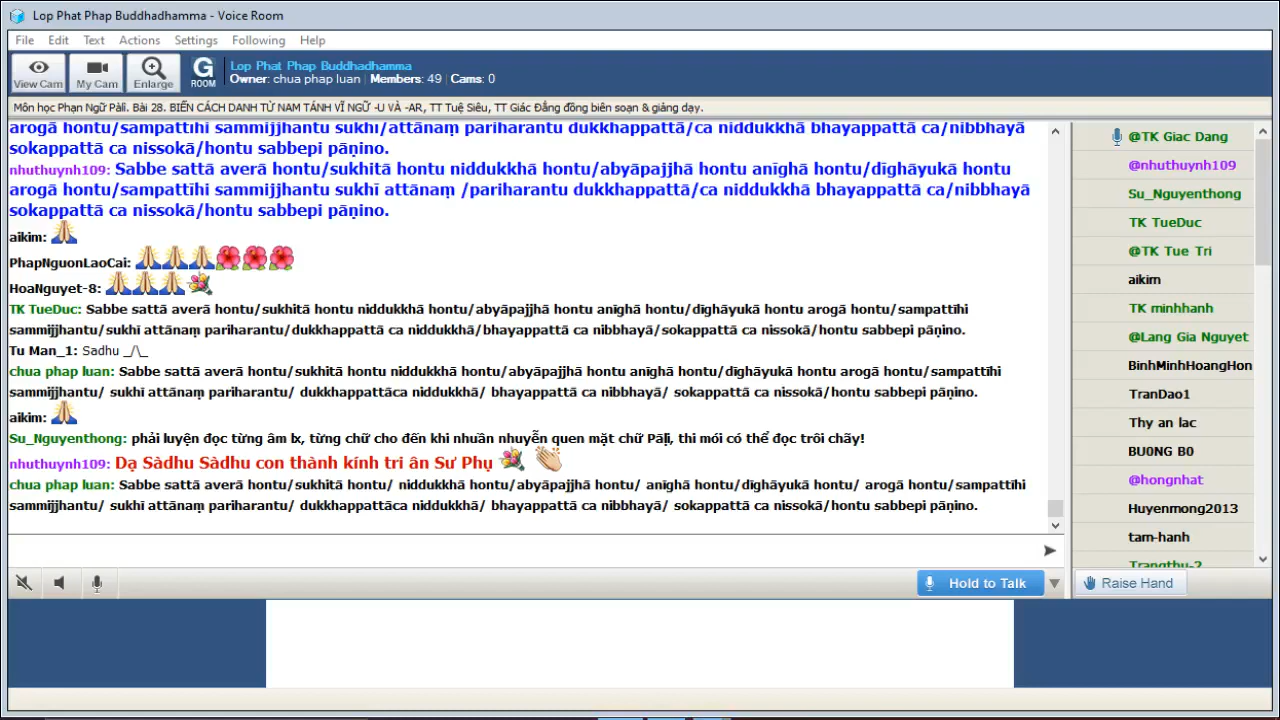 Lop Phat Phap Buddhadhamma - Voice Room
File Edit Text Actions Settings Following Help
View Cam My Cam Enlarge G ROOM
Lop Phat Phap Buddhadhamma
Owner: chua phap luan | Members: 49 | Cams: 0
Môn học Phạn Ngữ Pàlì. Bài 28. BIẾN CÁCH DANH TỪ NAM TÁNH VĨ NGỮ -U VÀ -AR, TT Tuệ Siêu, TT Giác Đẳng đồng biên soạn & giảng dạy.
arogā hontu/sampattīhi sammijjhantu sukhī/attānaṃ pariharantu dukkhappattā/ca niddukkhā bhayappattā ca/nibbhayā
sokappattā ca nissokā/hontu sabbepi pāṇino.
nhuthuynh109: Sabbe sattā averā hontu/sukhitā hontu niddukkhā hontu/abyāpajjhā hontu anīghā hontu/dīghāyukā hontu
arogā hontu/sampattīhi sammijjhantu sukhī attānaṃ /pariharantu dukkhappattā/ca niddukkhā bhayappattā ca/nibbhayā
sokappattā ca nissokā/hontu sabbepi pāṇino.
aikim:
PhapNguonLaoCai:
HoaNguyet-8:
TK TueDuc: Sabbe sattā averā hontu/sukhitā hontu niddukkhā hontu/abyāpajjhā hontu anīghā hontu/dīghāyukā hontu arogā hontu/sampattīhi
sammijjhantu/sukhī attānaṃ pariharantu/dukkhappattā ca niddukkhā/bhayappattā ca nibbhayā/sokappattā ca nissokā/hontu sabbepi pāṇino.
Tu Man_1: Sadhu _/\_
chua phap luan: Sabbe sattā averā hontu/sukhitā hontu niddukkhā hontu/abyāpajjhā hontu anīghā hontu/dīghāyukā hontu arogā hontu/sampattīhi
sammijjhantu/ sukhī attānaṃ pariharantu/ dukkhappattāca niddukkhā/ bhayappattā ca nibbhayā/ sokappattā ca nissokā/hontu sabbepi pāṇino.
aikim:
Su_Nguyenthong: phải luyện đọc từng âm lx, từng chữ cho đến khi nhuần nhuyễn quen mặt chữ Pāḷi, thì mới có thể đọc trôi chãy!
nhuthuynh109: Dạ Sàdhu Sàdhu con thành kính tri ân Sư Phụ
chua phap luan: Sabbe sattā averā hontu/sukhitā hontu/ niddukkhā hontu/abyāpajjhā hontu/ anīghā hontu/dīghāyukā hontu/ arogā hontu/sampattīhi
sammijjhantu/ sukhī attānaṃ pariharantu/ dukkhappattāca niddukkhā/ bhayappattā ca nibbhayā/ sokappattā ca nissokā/hontu sabbepi pāṇino.
@TK Giac Dang
@nhuthuynh109
Su_Nguyenthong
TK TueDuc
@TK Tue Tri
aikim
TK minhhanh
@Lang Gia Nguyet
BinhMinhHoangHon
TranDao1
Thy an lac
BU0NG B0
@hongnhat
Huyenmong2013
tam-hanh
Trangthu-2
Hold to Talk
Raise Hand